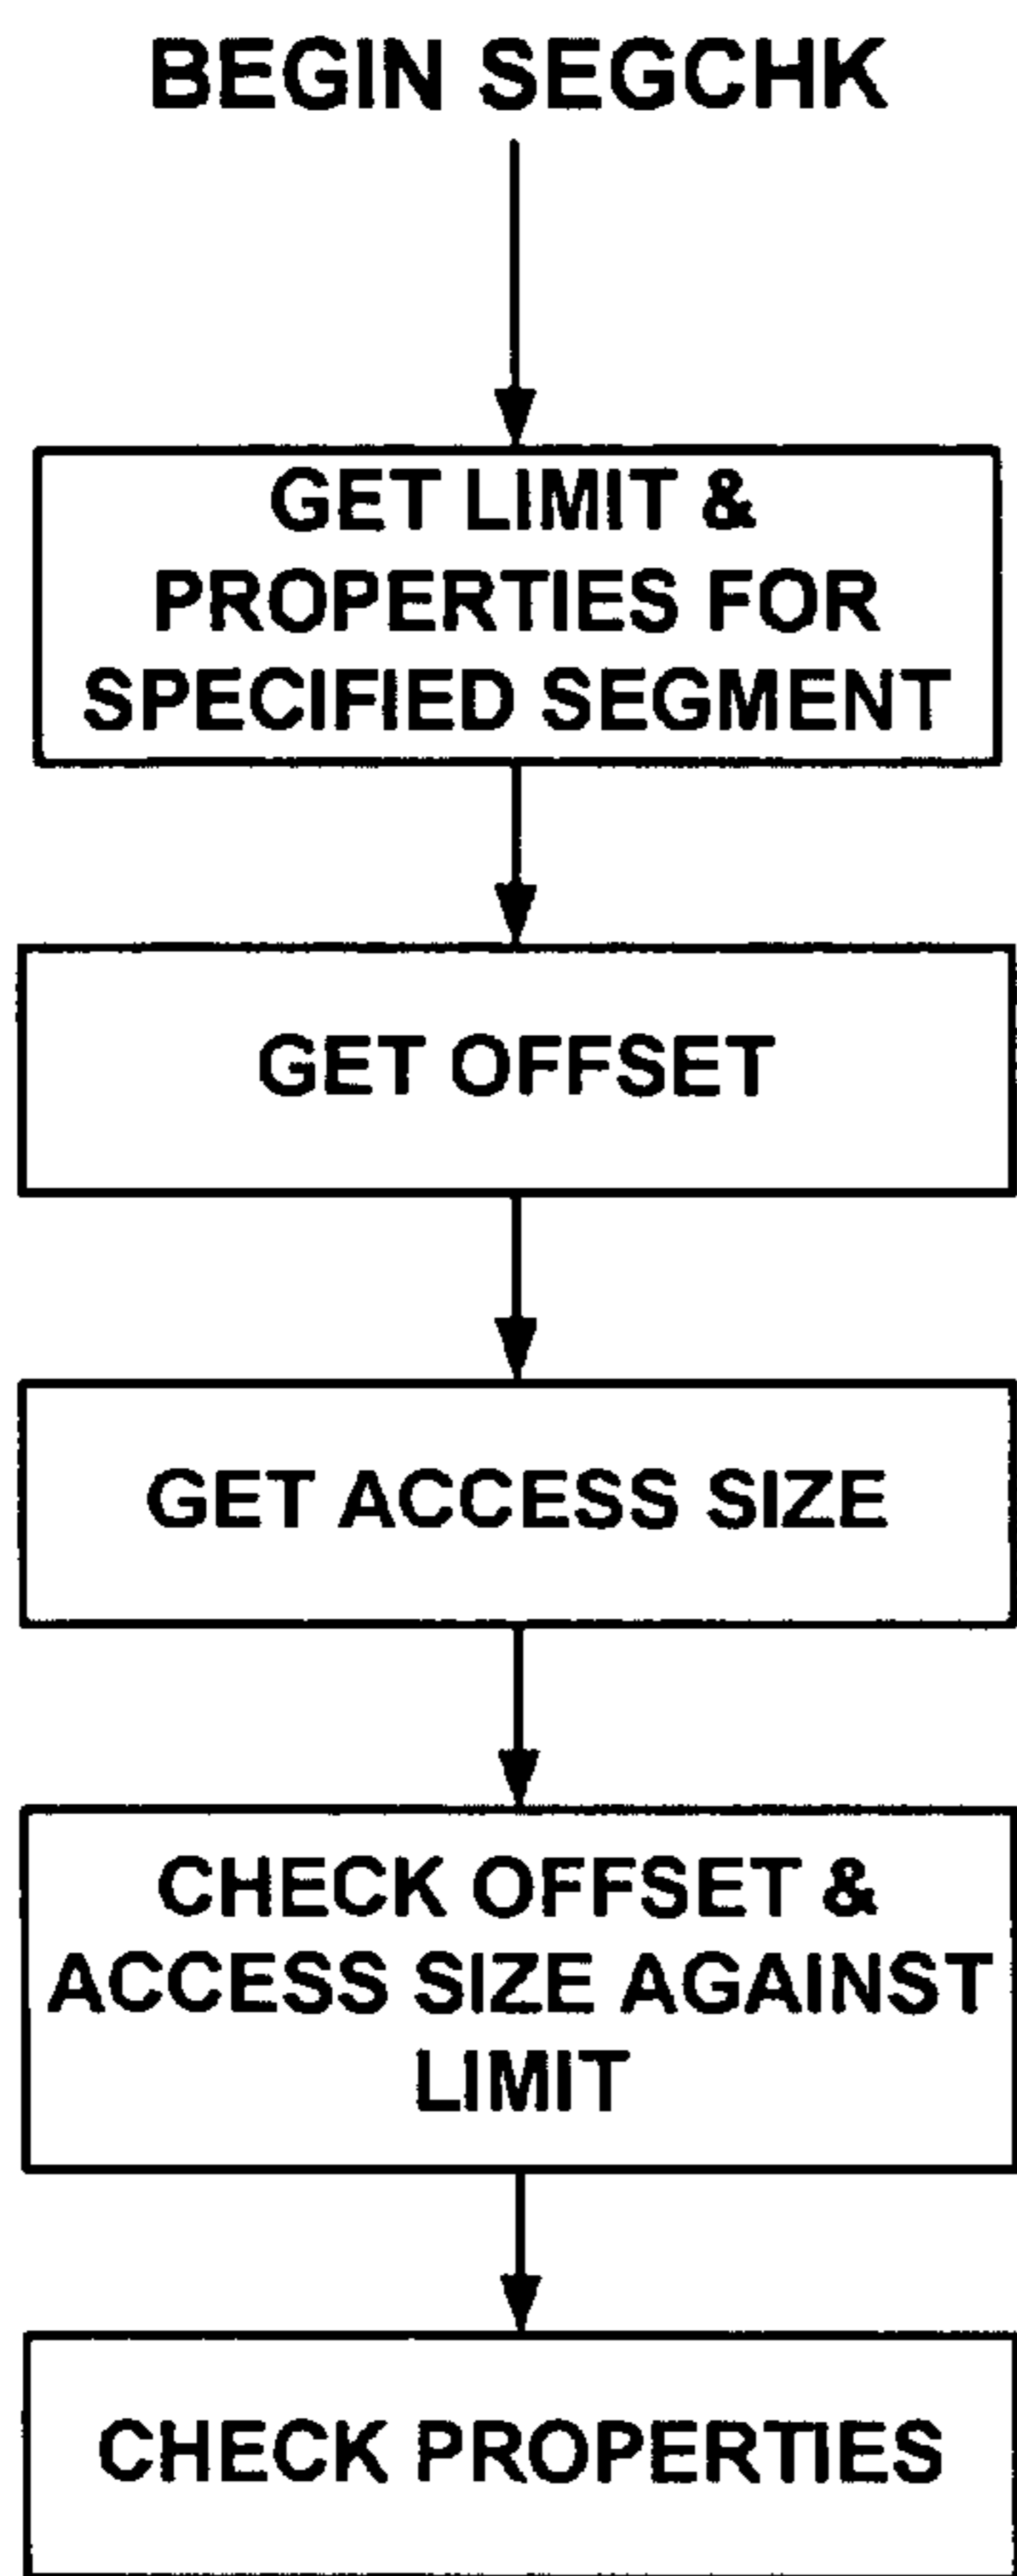 BEGIN SEGCHK
GET LIMIT &
PROPERTIES FOR
SPECIFIED SEGMENT
GET OFFSET
GET ACCESS SIZE
CHECK OFFSET &
ACCESS SIZE AGAINST
LIMIT
CHECK PROPERTIES